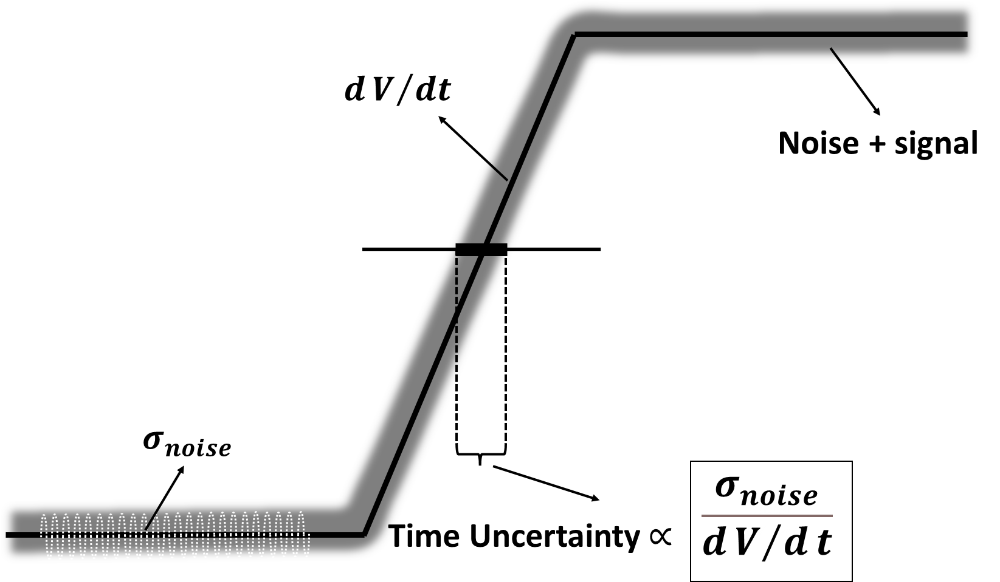 dV/dt
Noise + signal
σnoise
Time Uncertainty ∝
σnoise
dV/dt